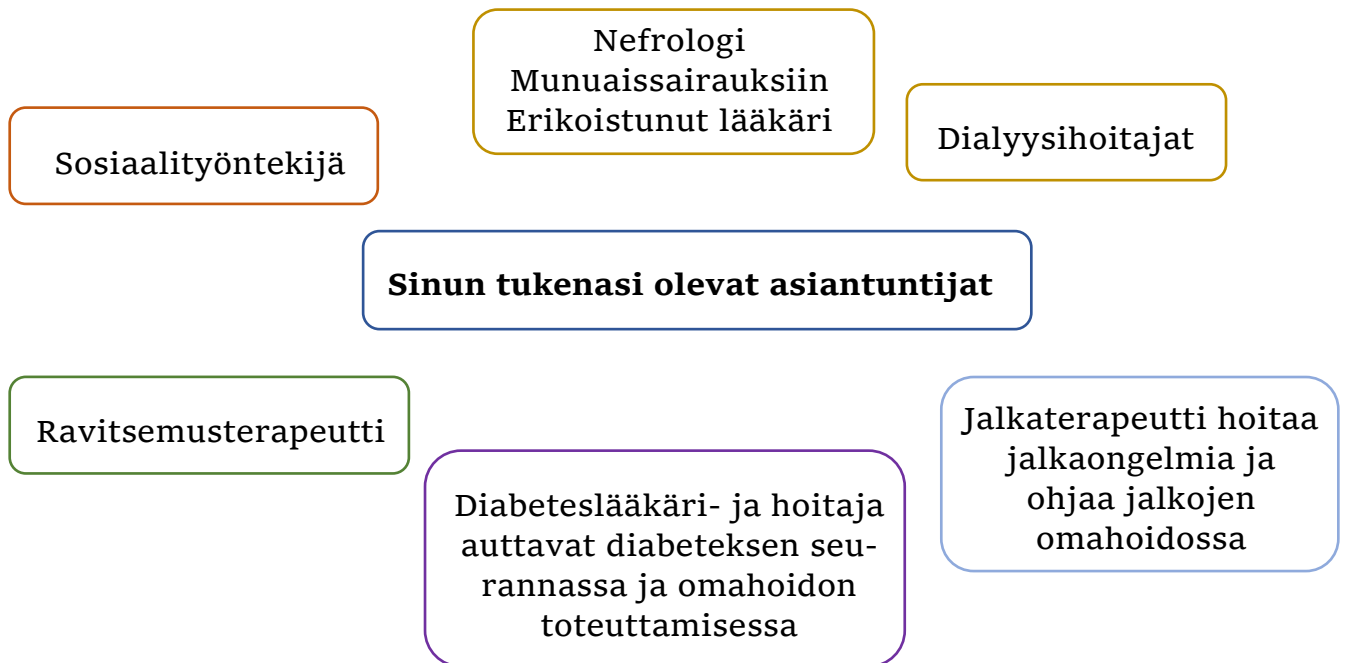 Nefrologi
Munuaissairauksiin
Erikoistunut lääkäri
Sosiaalityöntekijä
Dialyysihoitajat
Sinun tukenasi olevat asiantuntijat
Ravitsemusterapeutti
Diabeteslääkäri- ja hoitaja
auttavat diabeteksen seu-
rannassa ja omahoidon
toteuttamisessa
Jalkaterapeutti hoitaa
jalkaongelmia ja
ohjaa jalkojen
omahoidossa